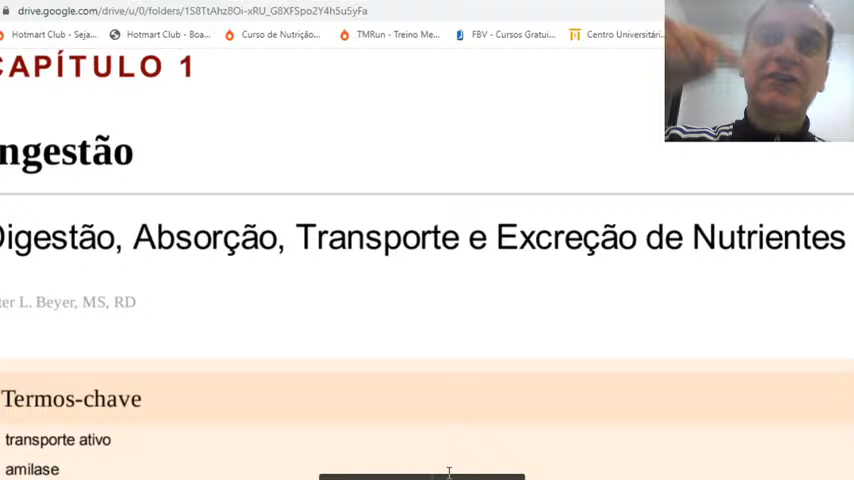 drive.google.com/drive/u/0/folders/1S8TtAhz8Oi-xRU_G8XFSpo2Y4h5u5yFa
Hotmart Club - Seja... Hotmart Club - Boa... Curso de Nutrição... TMRun - Treino Me... FBV - Cursos Gratui... Centro Universitári...
CAPÍTULO 1
ngestão
Digestão, Absorção, Transporte e Excreção de Nutrientes
ter L. Beyer, MS, RD
Termos-chave
transporte ativo
amilase